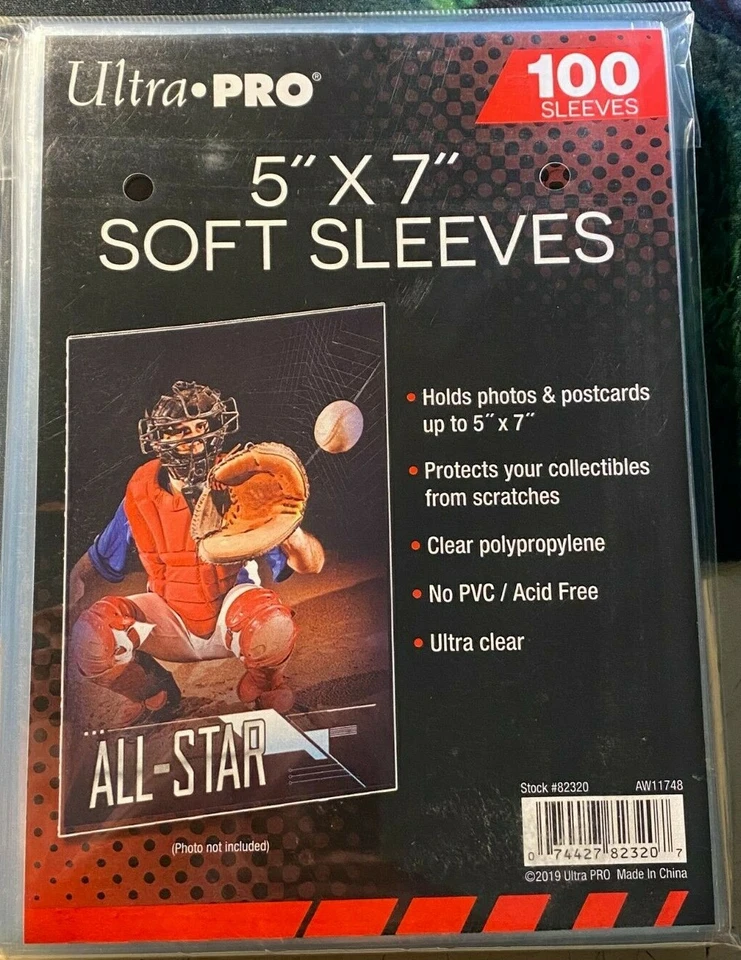 Ultra•PRO®
100
SLEEVES
5" X 7"
SOFT SLEEVES
• Holds photos & postcards
up to 5" x 7"
• Protects your collectibles
from scratches
• Clear polypropylene
• No PVC / Acid Free
• Ultra clear
ALL-STAR
(Photo not included)
Stock #82320 AW11748
0 74427 82320 7
©2019 Ultra PRO Made In China